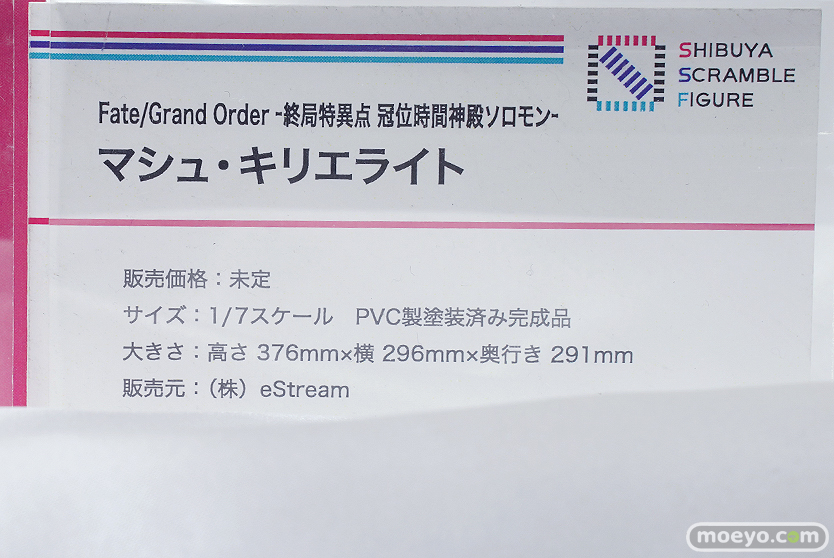 SHIBUYA
SCRAMBLE
FIGURE
Fate/Grand Order -終局特異点 冠位時間神殿ソロモン-
マシュ・キリエライト
販売価格：未定
サイズ：1/7スケール　PVC製塗装済み完成品
大きさ：高さ 376mm×横 296mm×奥行き 291mm
販売元：（株）eStream
moeyo.com